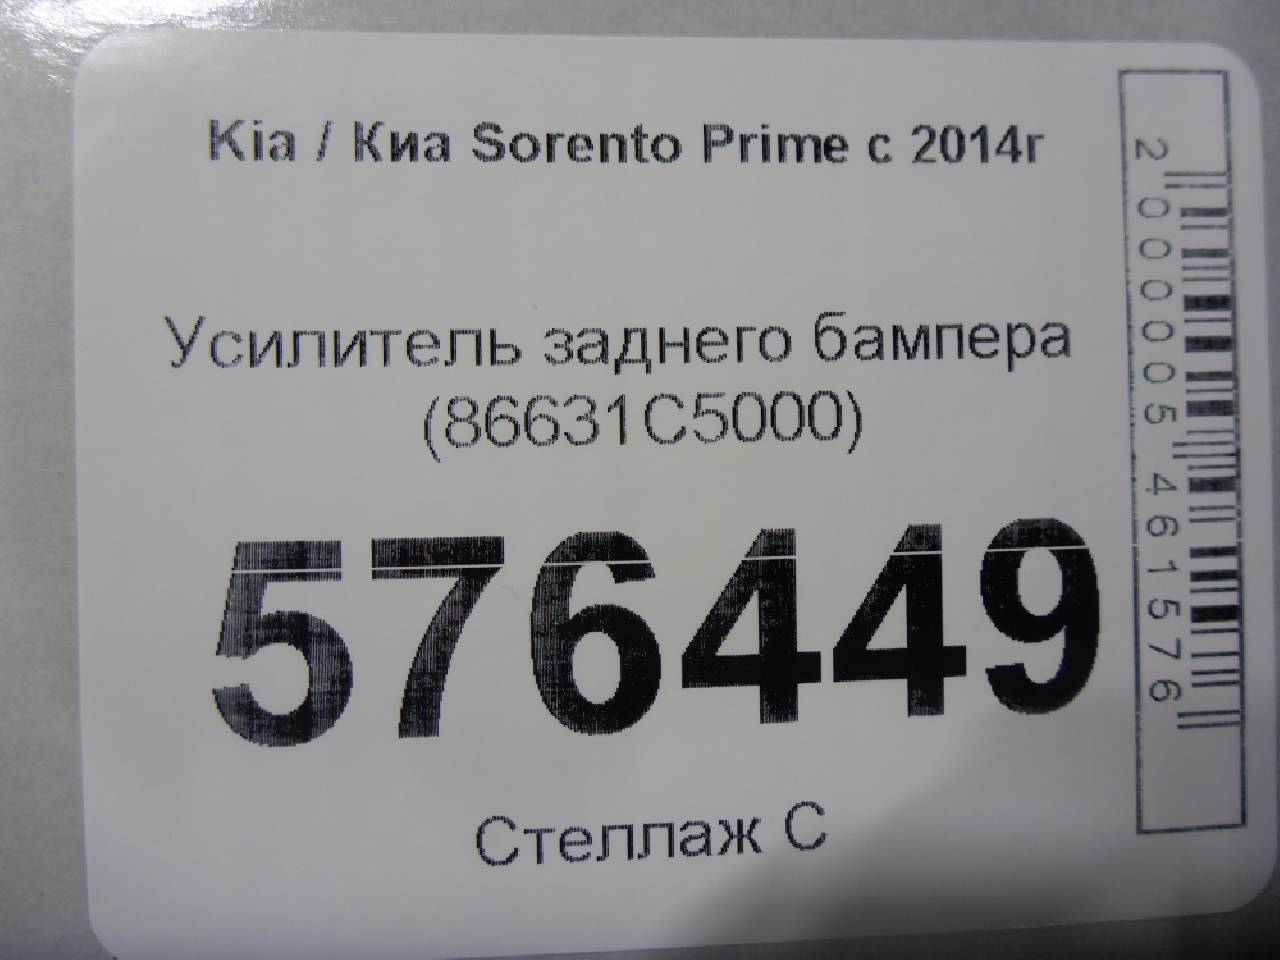 Kia / Киа Sorento Prime с 2014г
Усилитель заднего бампера
(86631C5000)
576449
Стеллаж С
2000005461576